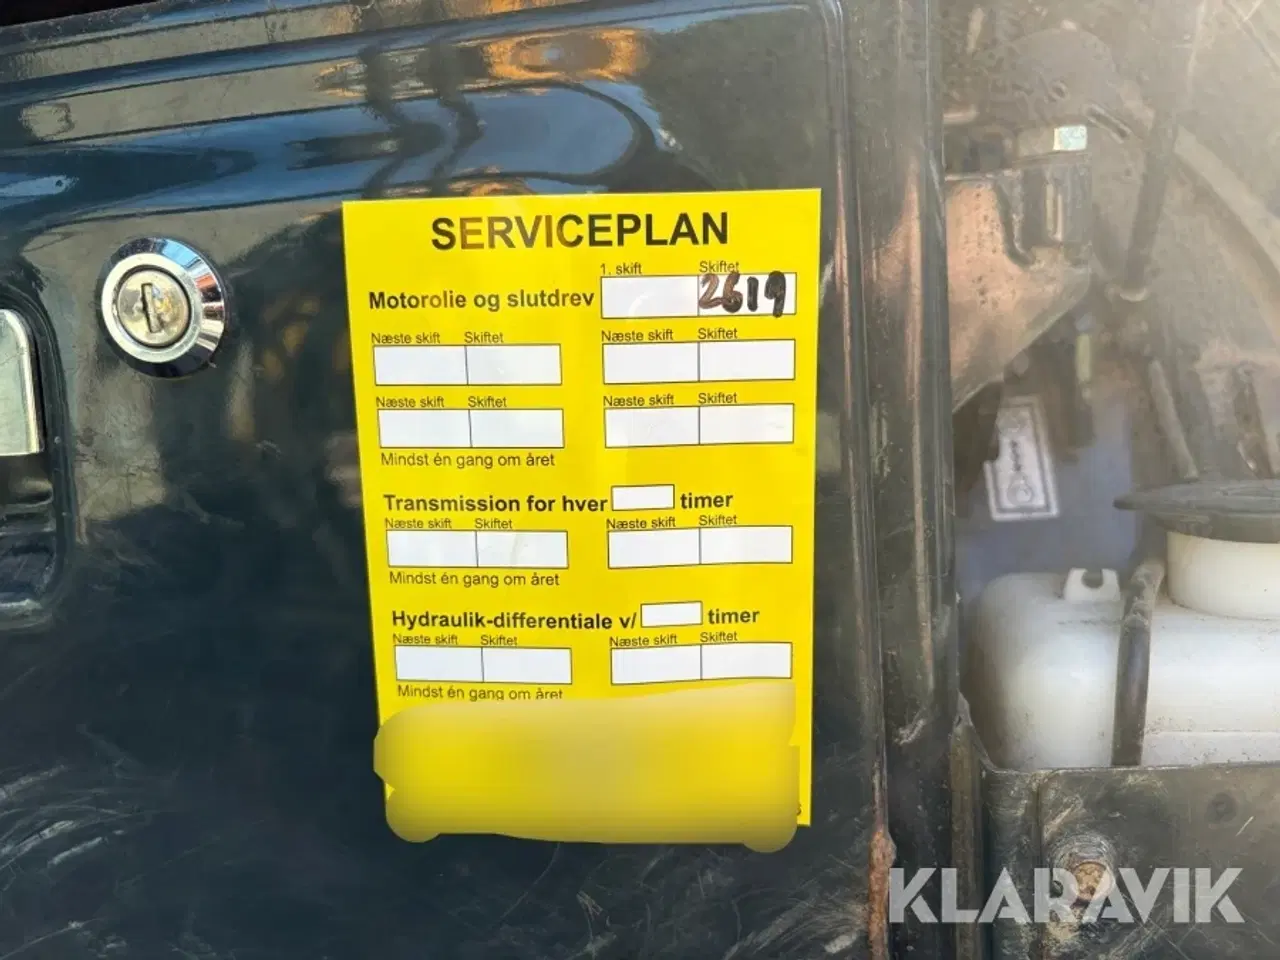 SERVICEPLAN
1. skift Skiftet
Motorolie og slutdrev 2619
Næste skift Skiftet Næste skift Skiftet
Næste skift Skiftet Næste skift Skiftet
Mindst én gang om året
Transmission for hver timer
Næste skift Skiftet Næste skift Skiftet
Mindst én gang om året
Hydraulik-differentiale v/ timer
Næste skift Skiftet Næste skift Skiftet
Mindst én gang om året
KLARAVIK